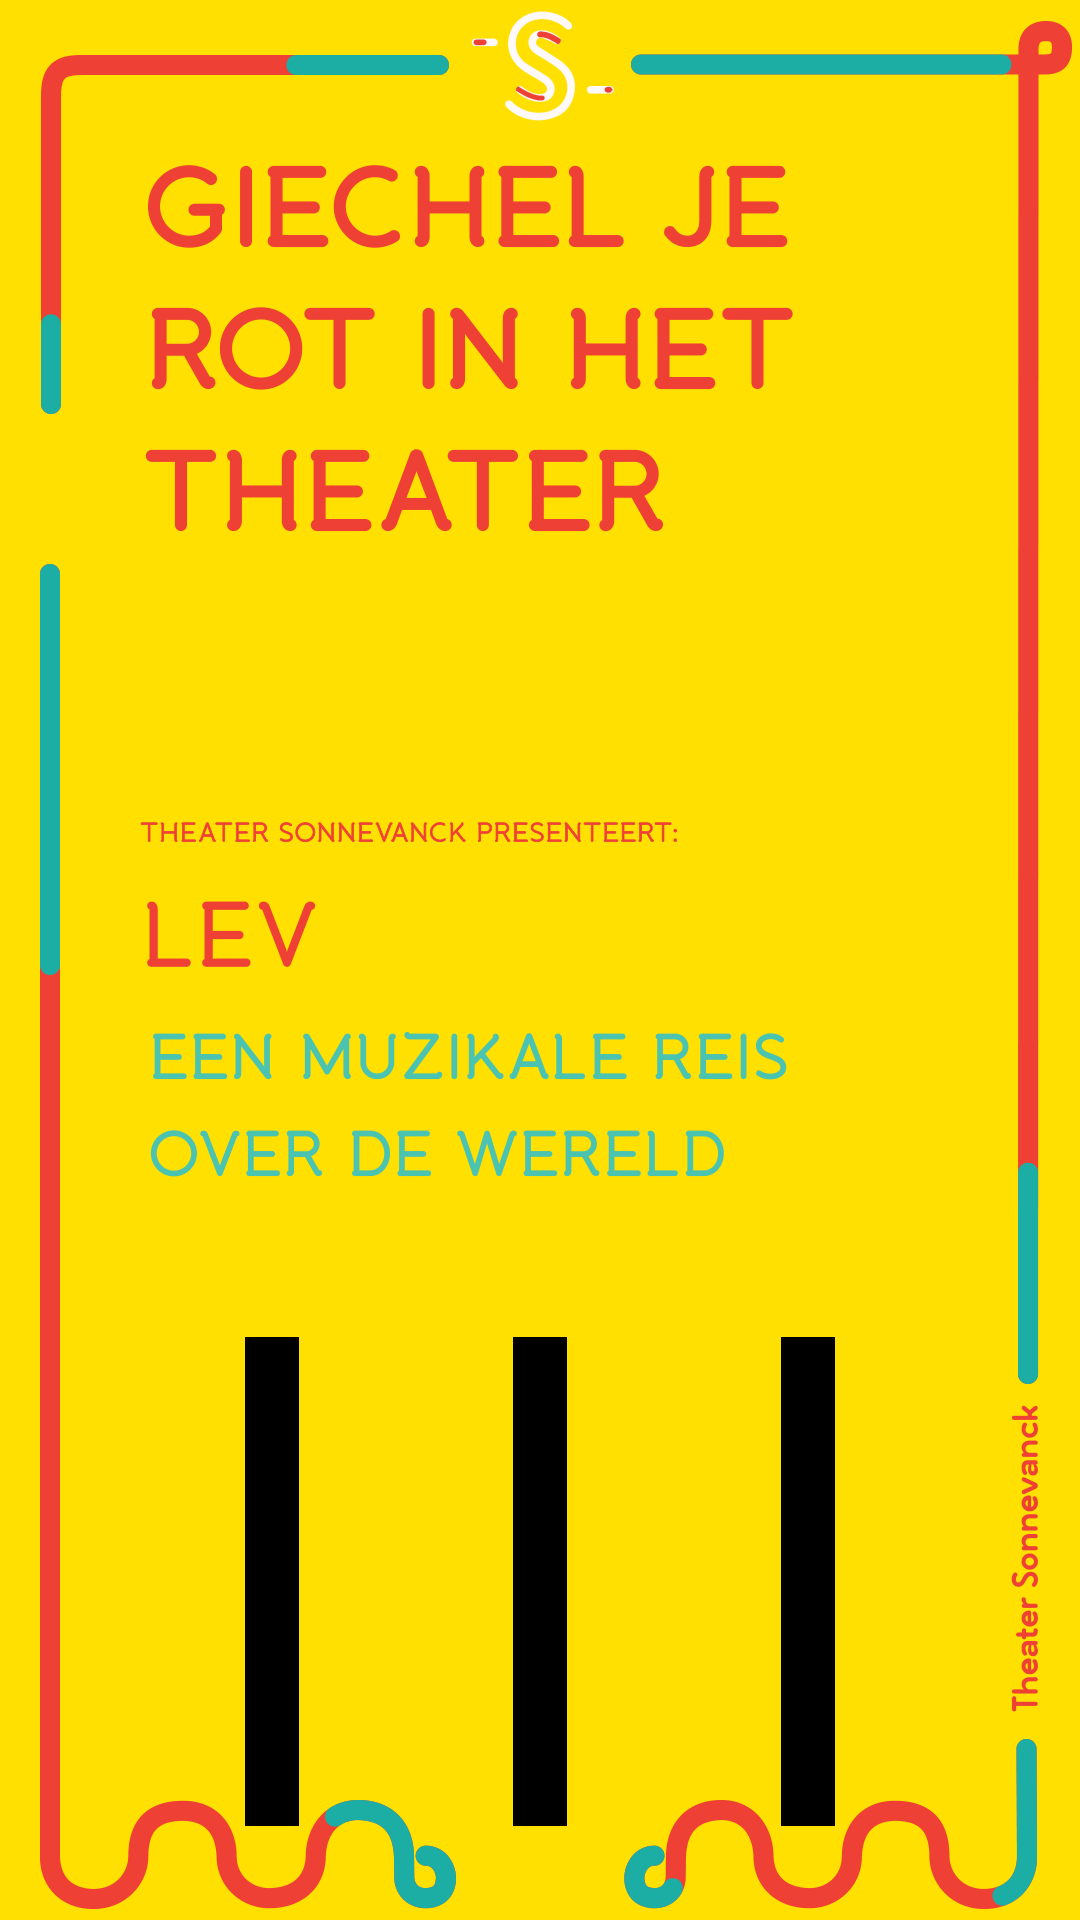 S
GIECHEL JE
ROT IN HET
THEATER
THEATER SONNEVANCK PRESENTEERT:
LEV
EEN MUZIKALE REIS
OVER DE WERELD
Theater Sonnevanck